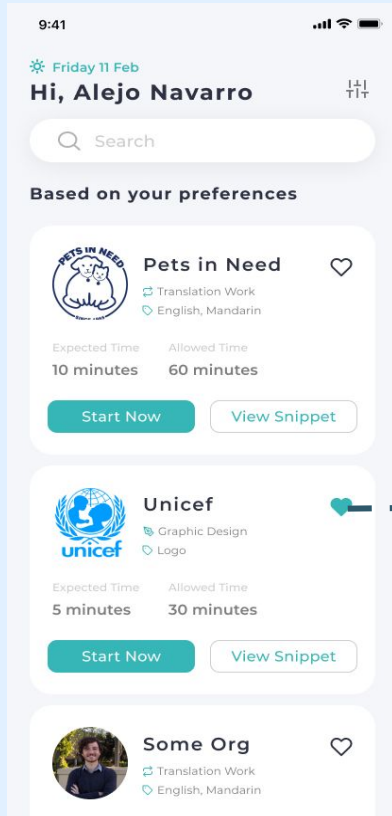 9:41
Friday 11 Feb
Hi, Alejo Navarro
Search
Based on your preferences
PETS IN NEED
Pets in Need
Translation Work
English, Mandarin
Expected Time Allowed Time
10 minutes 60 minutes
Start Now View Snippet
unicef
Unicef
Graphic Design
Logo
Expected Time Allowed Time
5 minutes 30 minutes
Start Now View Snippet
Some Org
Translation Work
English, Mandarin